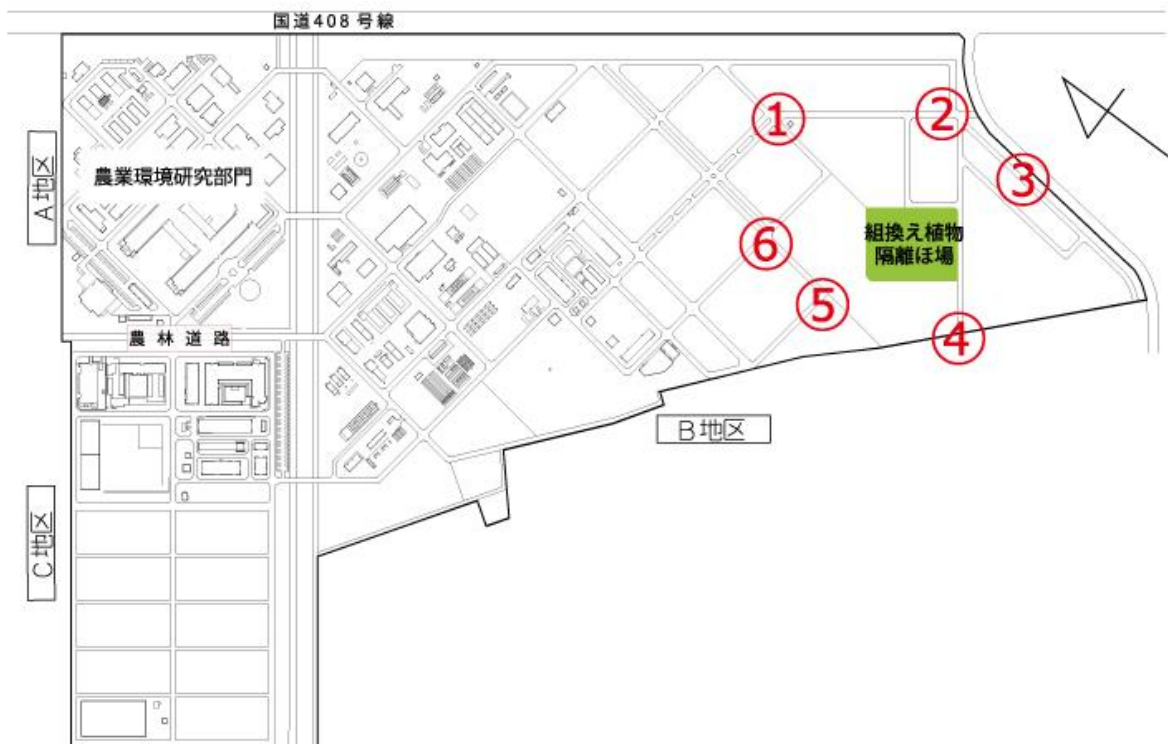 国道408号線
①
②
③
A地区
農業環境研究部門
組換え植物
隔離ほ場
⑥
⑤
農林道路
④
B地区
C地区